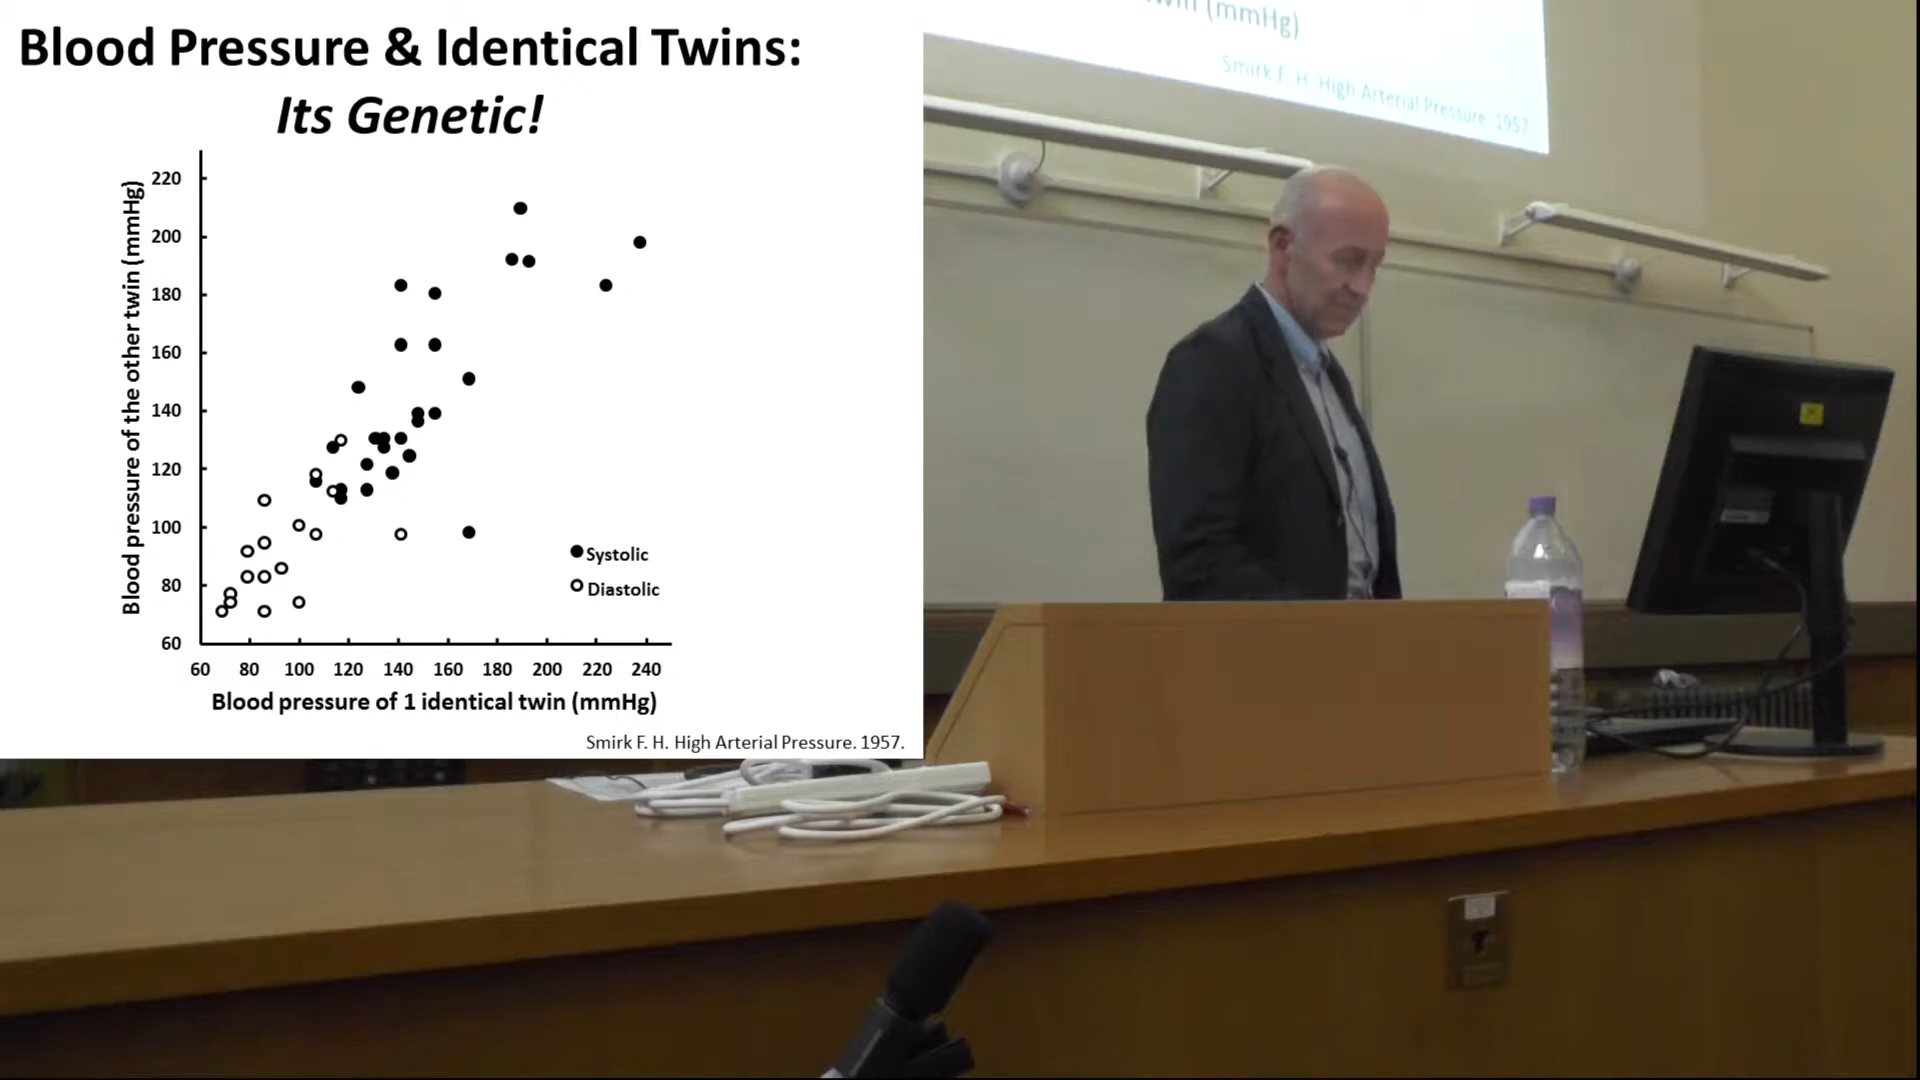 Blood Pressure & Identical Twins:
Its Genetic!
Blood pressure of the other twin (mmHg)
220
200
180
160
140
120
100
80
60
60 80 100 120 140 160 180 200 220 240
Systolic
Diastolic
Blood pressure of 1 identical twin (mmHg)
Smirk F. H. High Arterial Pressure. 1957.
twin (mmHg)
Smirk F. H. High Arterial Pressure. 1957